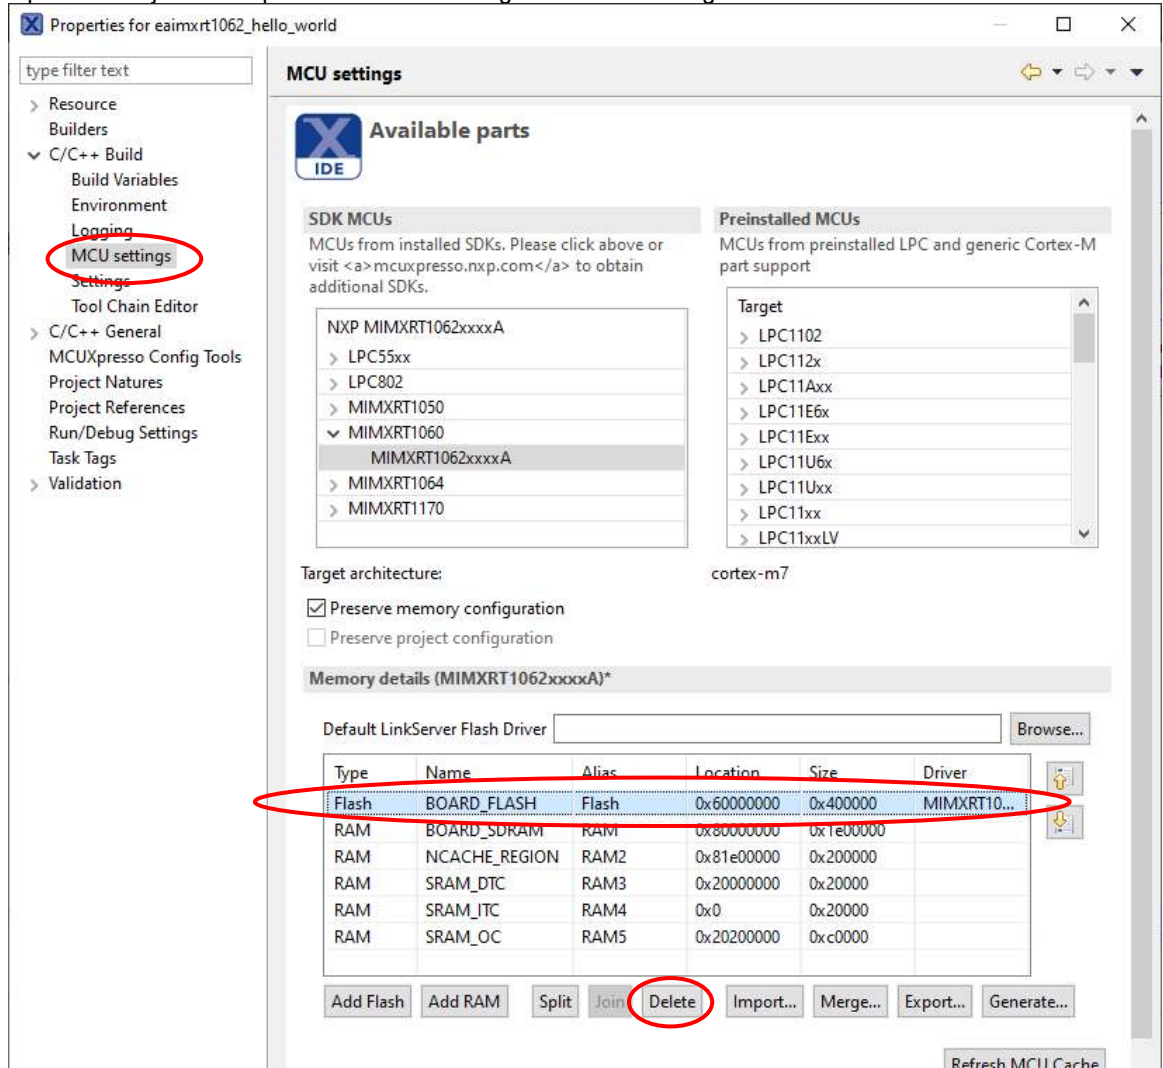 Properties for eaimxrt1062_hello_world
type filter text
MCU settings
Resource
Builders
C/C++ Build
Build Variables
Environment
Logging
MCU settings
Settings
Tool Chain Editor
C/C++ General
MCUXpresso Config Tools
Project Natures
Project References
Run/Debug Settings
Task Tags
Validation
IDE
Available parts
SDK MCUs
MCUs from installed SDKs. Please click above or
visit <a>mcuxpresso.nxp.com</a> to obtain
additional SDKs.
NXP MIMXRT1062xxxxA
LPC55xx
LPC802
MIMXRT1050
MIMXRT1060
MIMXRT1062xxxxA
MIMXRT1064
MIMXRT1170
Preinstalled MCUs
MCUs from preinstalled LPC and generic Cortex-M
part support
Target
LPC1102
LPC112x
LPC11Axx
LPC11E6x
LPC11Exx
LPC11U6x
LPC11Uxx
LPC11xx
LPC11xxLV
Target architecture: cortex-m7
Preserve memory configuration
Preserve project configuration
Memory details (MIMXRT1062xxxxA)*
Default LinkServer Flash Driver Browse...
Type Name Alias Location Size Driver
Flash BOARD_FLASH Flash 0x60000000 0x400000 MIMXRT10...
RAM BOARD_SDRAM RAM 0x80000000 0x1e00000
RAM NCACHE_REGION RAM2 0x81e00000 0x200000
RAM SRAM_DTC RAM3 0x20000000 0x20000
RAM SRAM_ITC RAM4 0x0 0x20000
RAM SRAM_OC RAM5 0x20200000 0xc0000
Add Flash Add RAM Split Join Delete Import... Merge... Export... Generate...
Refresh MCU Cache